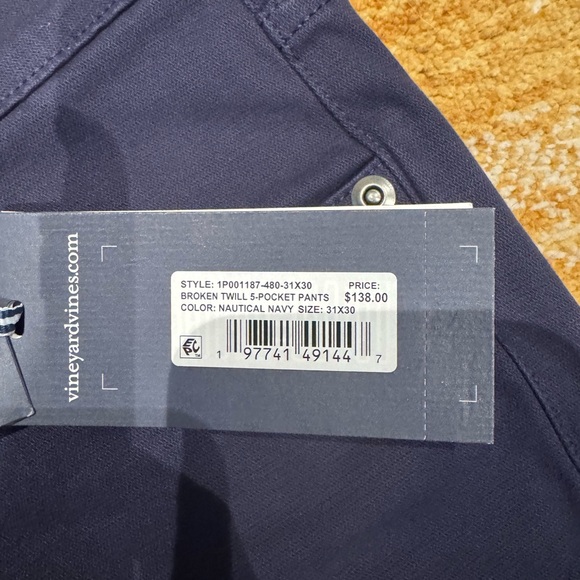 vineyardvines.com
STYLE: 1P001187-480-31X30 PRICE:
BROKEN TWILL 5-POCKET PANTS $138.00
COLOR: NAUTICAL NAVY SIZE: 31X30
1 97741 49144 7